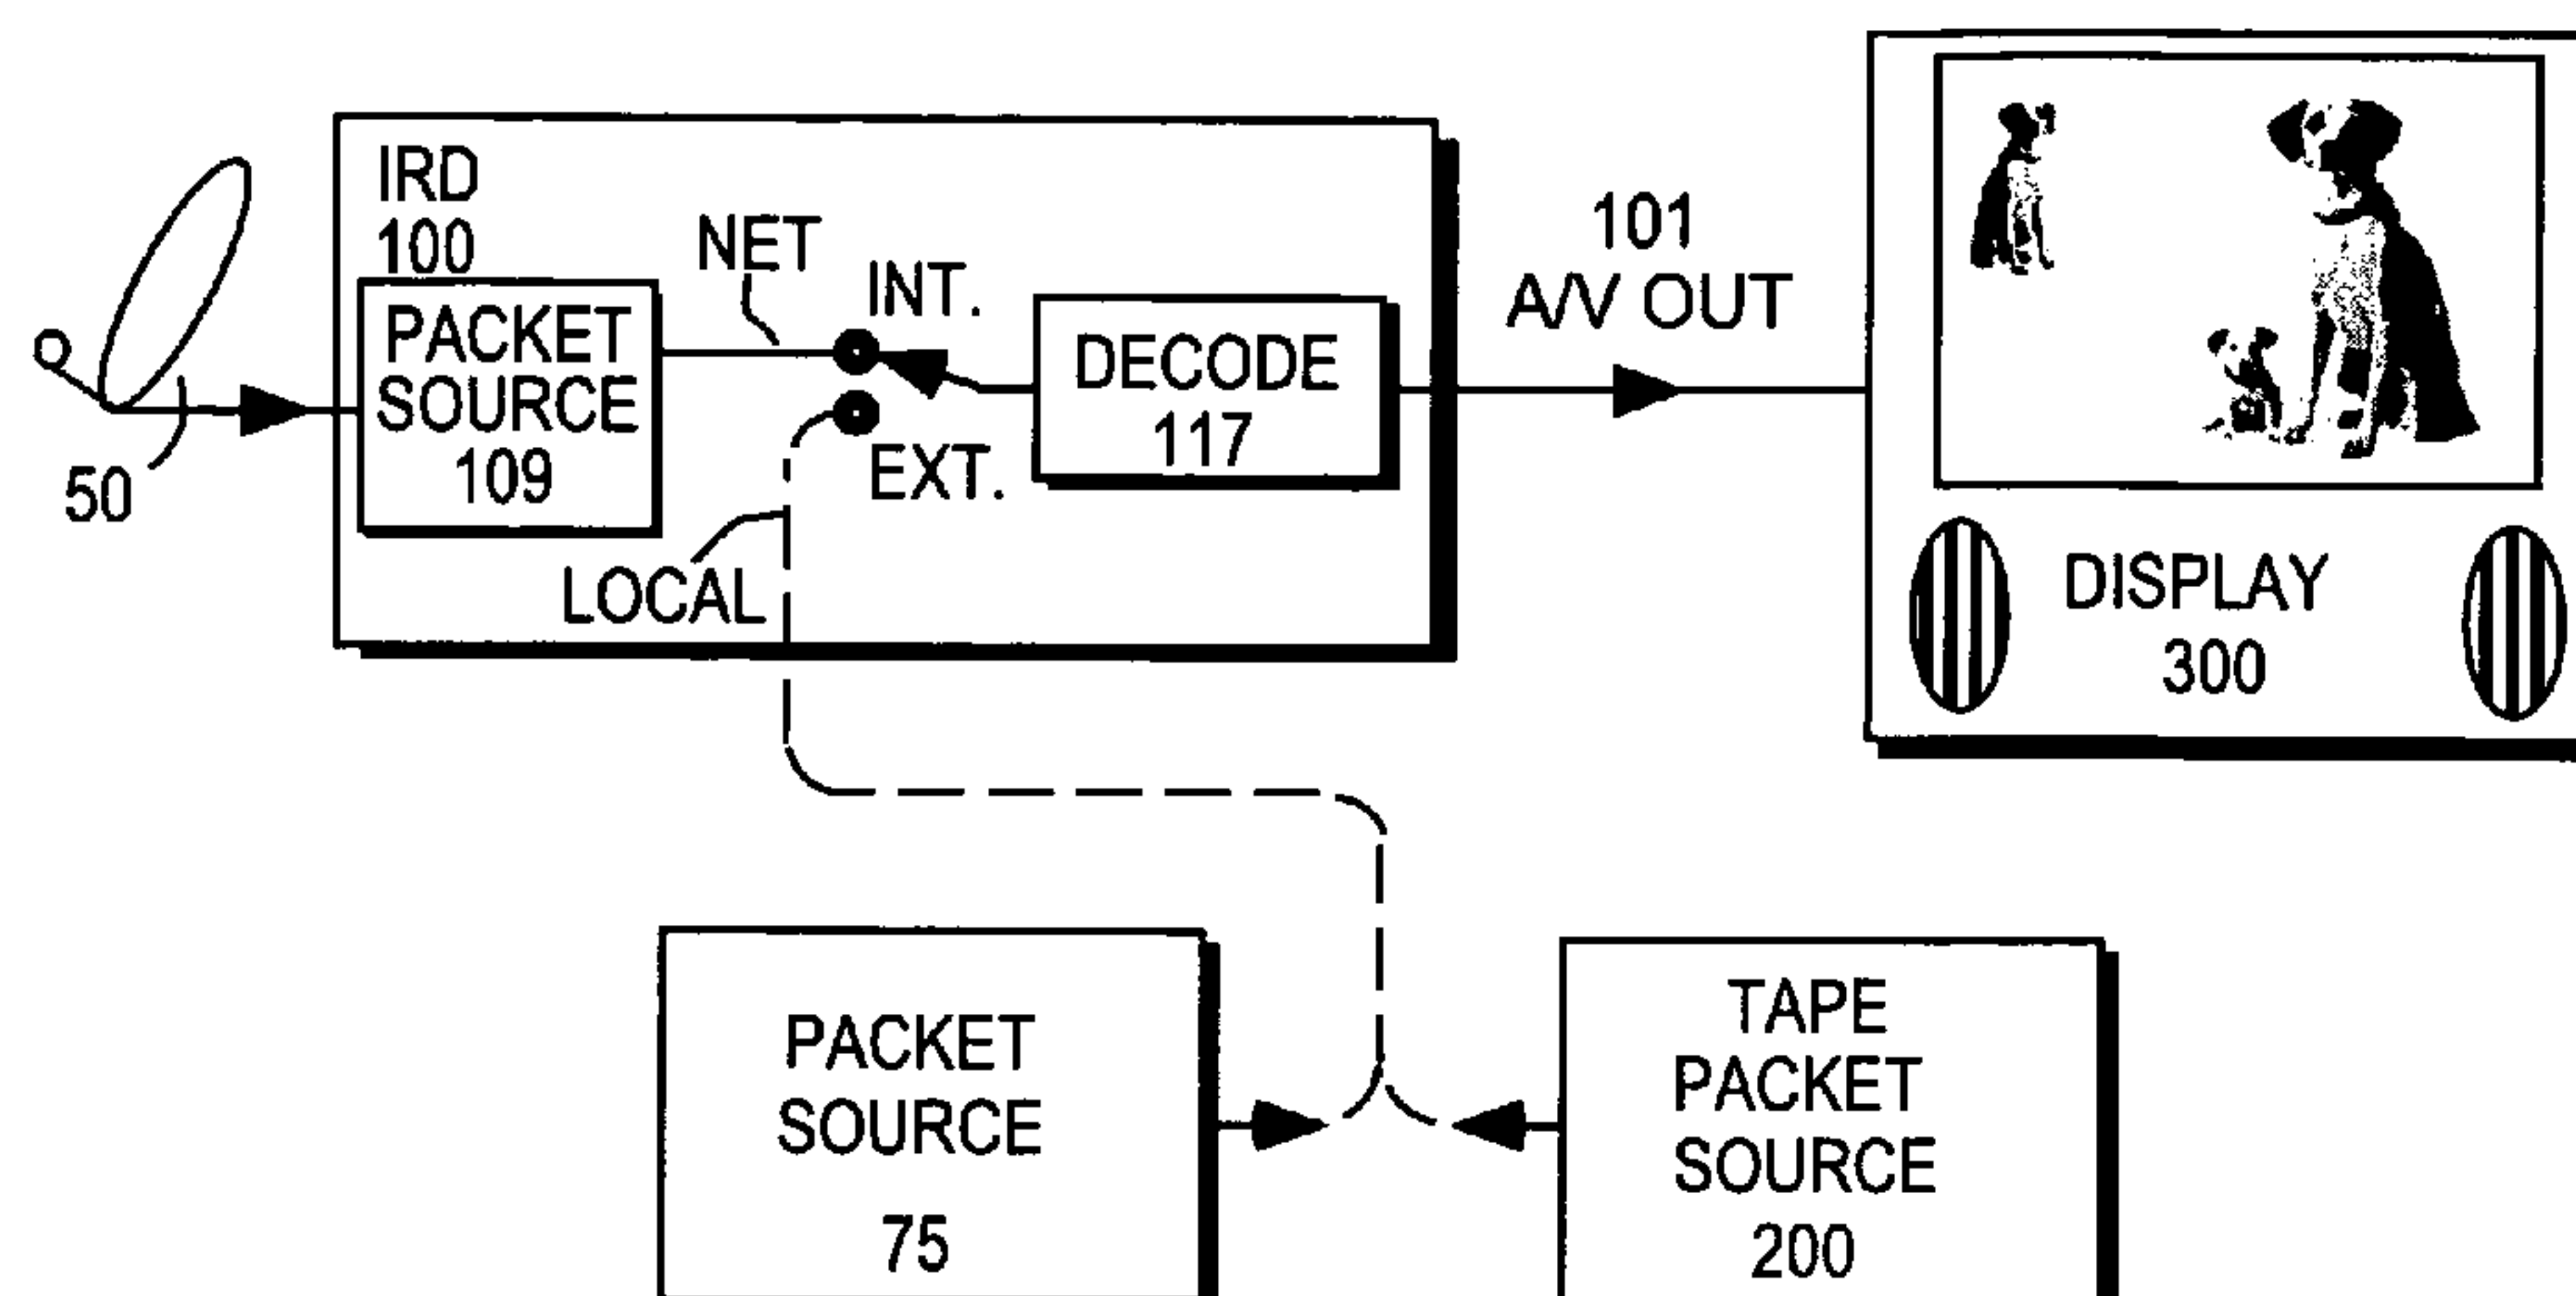 IRD
100
PACKET
SOURCE
109
50
NET
INT.
EXT.
LOCAL
DECODE
117
101
A/V OUT
DISPLAY
300
PACKET
SOURCE
75
TAPE
PACKET
SOURCE
200